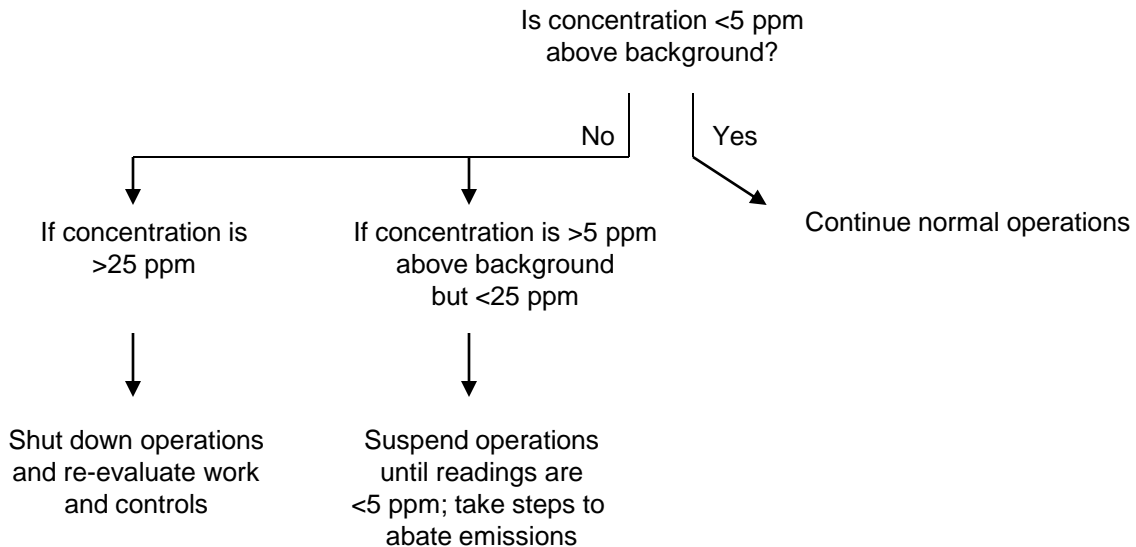 Is concentration <5 ppm
above background?
No
Yes
If concentration is
>25 ppm
If concentration is >5 ppm
above background
but <25 ppm
Continue normal operations
Shut down operations
and re-evaluate work
and controls
Suspend operations
until readings are
<5 ppm; take steps to
abate emissions